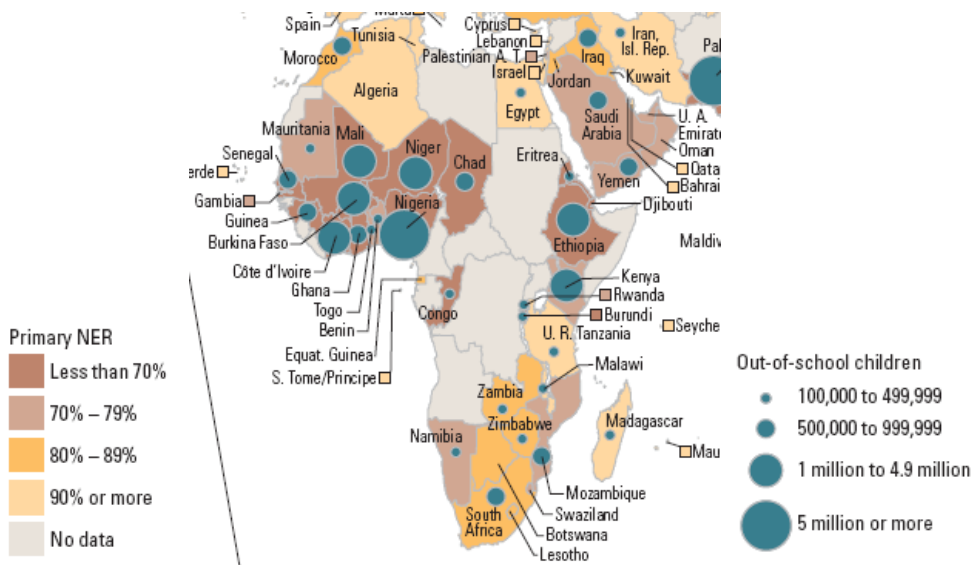 Spain
Malta
Tunisia
Morocco
Algeria
Cyprus
Lebanon
Palestinian A. T.
Israel
Jordan
Iraq
Iran,
Isl. Rep.
Kuwait
Egypt
Saudi
Arabia
U. A.
Emirate
Oman
Qata
Bahrai
Yemen
Djibouti
Mauritania
Mali
Niger
Chad
Eritrea
Senegal
erde
Gambia
Guinea
Burkina Faso
Nigeria
Côte d'Ivoire
Ghana
Togo
Benin
Equat. Guinea
S. Tome/Principe
Congo
Ethiopia
Maldiv
Kenya
Rwanda
Burundi
Seyche
U. R. Tanzania
Malawi
Zambia
Zimbabwe
Namibia
Madagascar
Mau
Mozambique
Swaziland
South
Africa
Botswana
Lesotho
Primary NER
Less than 70%
70% – 79%
80% – 89%
90% or more
No data
Out-of-school children
100,000 to 499,999
500,000 to 999,999
1 million to 4.9 million
5 million or more